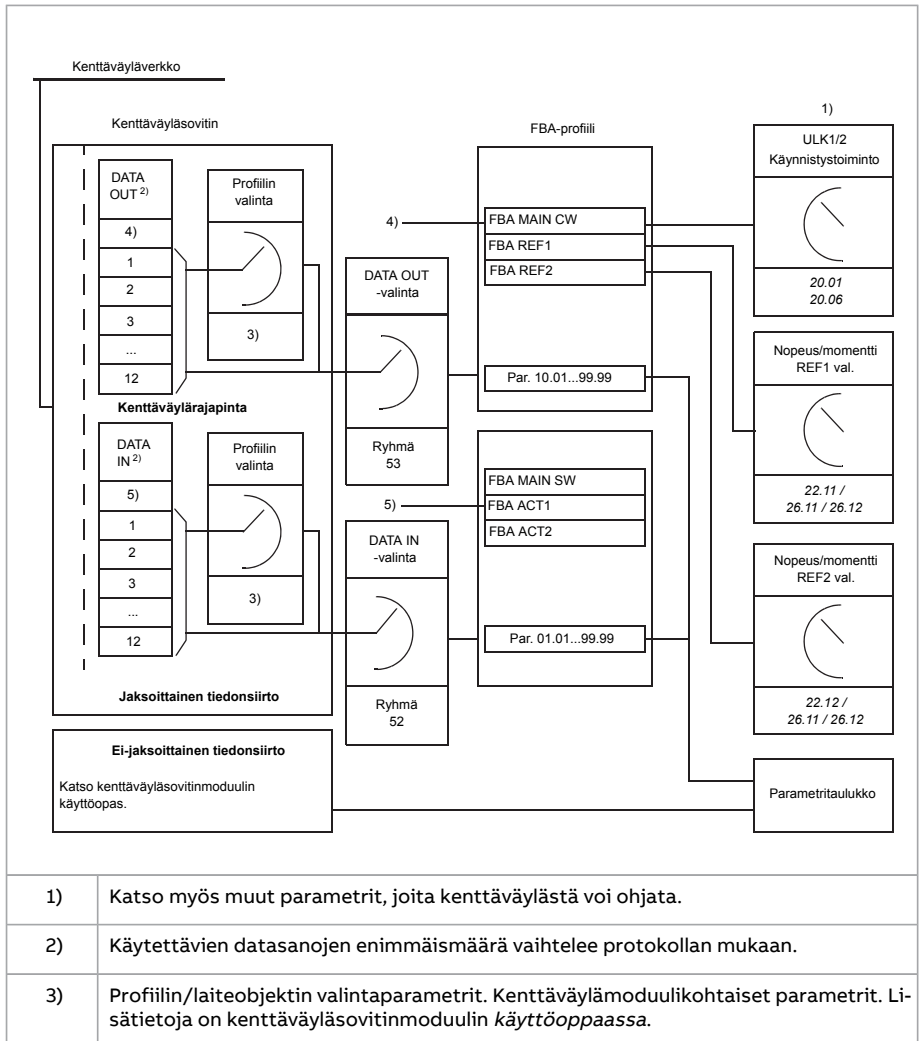 Kenttäväyläverkko
Kenttäväyläsovitin
DATA
OUT 2)
4)
1
2
3
...
12
Profiilin
valinta
3)
Kenttäväylärajapinta
DATA
IN 2)
5)
1
2
3
...
12
Profiilin
valinta
3)
Jaksoittainen tiedonsiirto
Ei-jaksoittainen tiedonsiirto
Katso kenttäväyläsovitinmoduulin
käyttöopas.
DATA OUT
-valinta
Ryhmä
53
DATA IN
-valinta
Ryhmä
52
FBA-profiili
4)
FBA MAIN CW
FBA REF1
FBA REF2
Par. 10.01...99.99
5)
FBA MAIN SW
FBA ACT1
FBA ACT2
Par. 01.01...99.99
1)
ULK1/2
Käynnistystoiminto
20.01
20.06
Nopeus/momentti
REF1 val.
22.11 /
26.11 / 26.12
Nopeus/momentti
REF2 val.
22.12 /
26.11 / 26.12
Parametritaulukko
1) Katso myös muut parametrit, joita kenttäväylästä voi ohjata.
2) Käytettävien datasanojen enimmäismäärä vaihtelee protokollan mukaan.
3) Profiilin/laiteobjektin valintaparametrit. Kenttäväylämoduulikohtaiset parametrit. Li-
sätietoja on kenttäväyläsovitinmoduulin käyttöoppaassa.